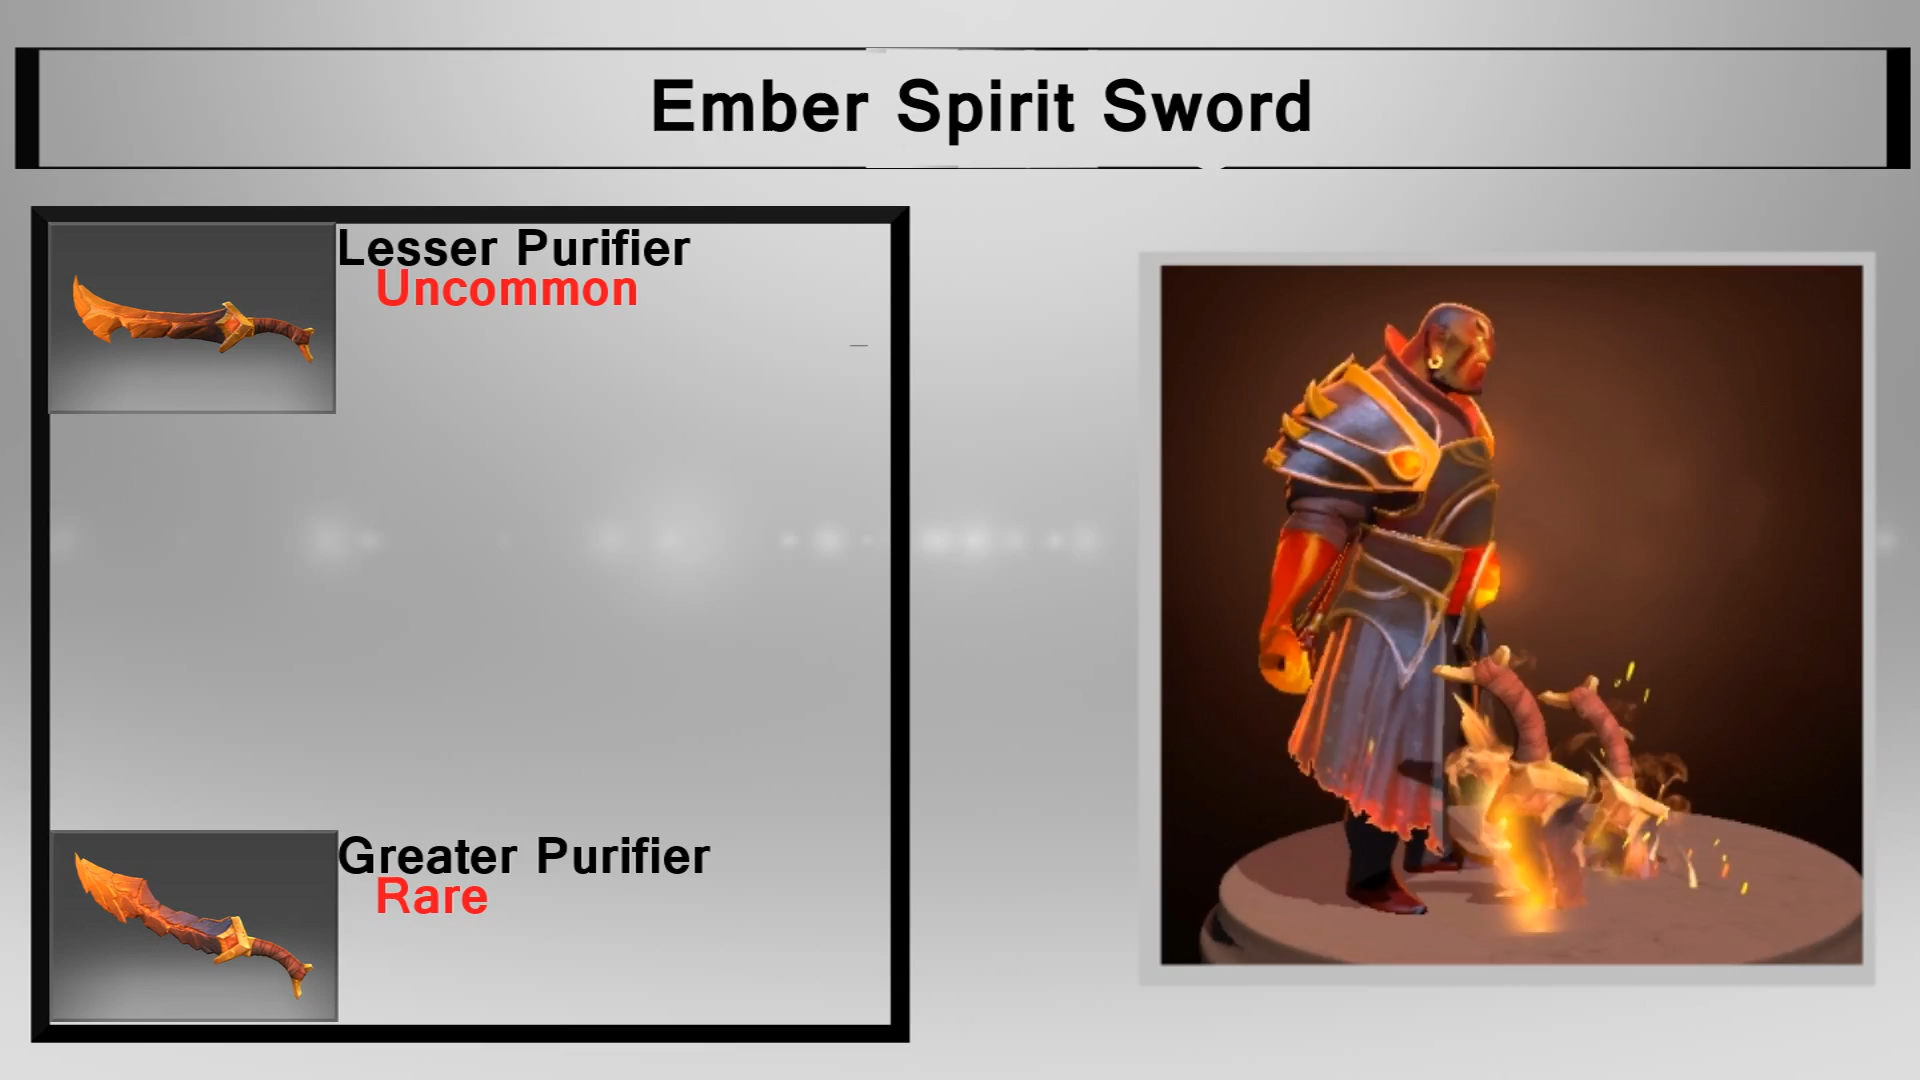 Ember Spirit Sword
Lesser Purifier
Uncommon
Greater Purifier
Rare